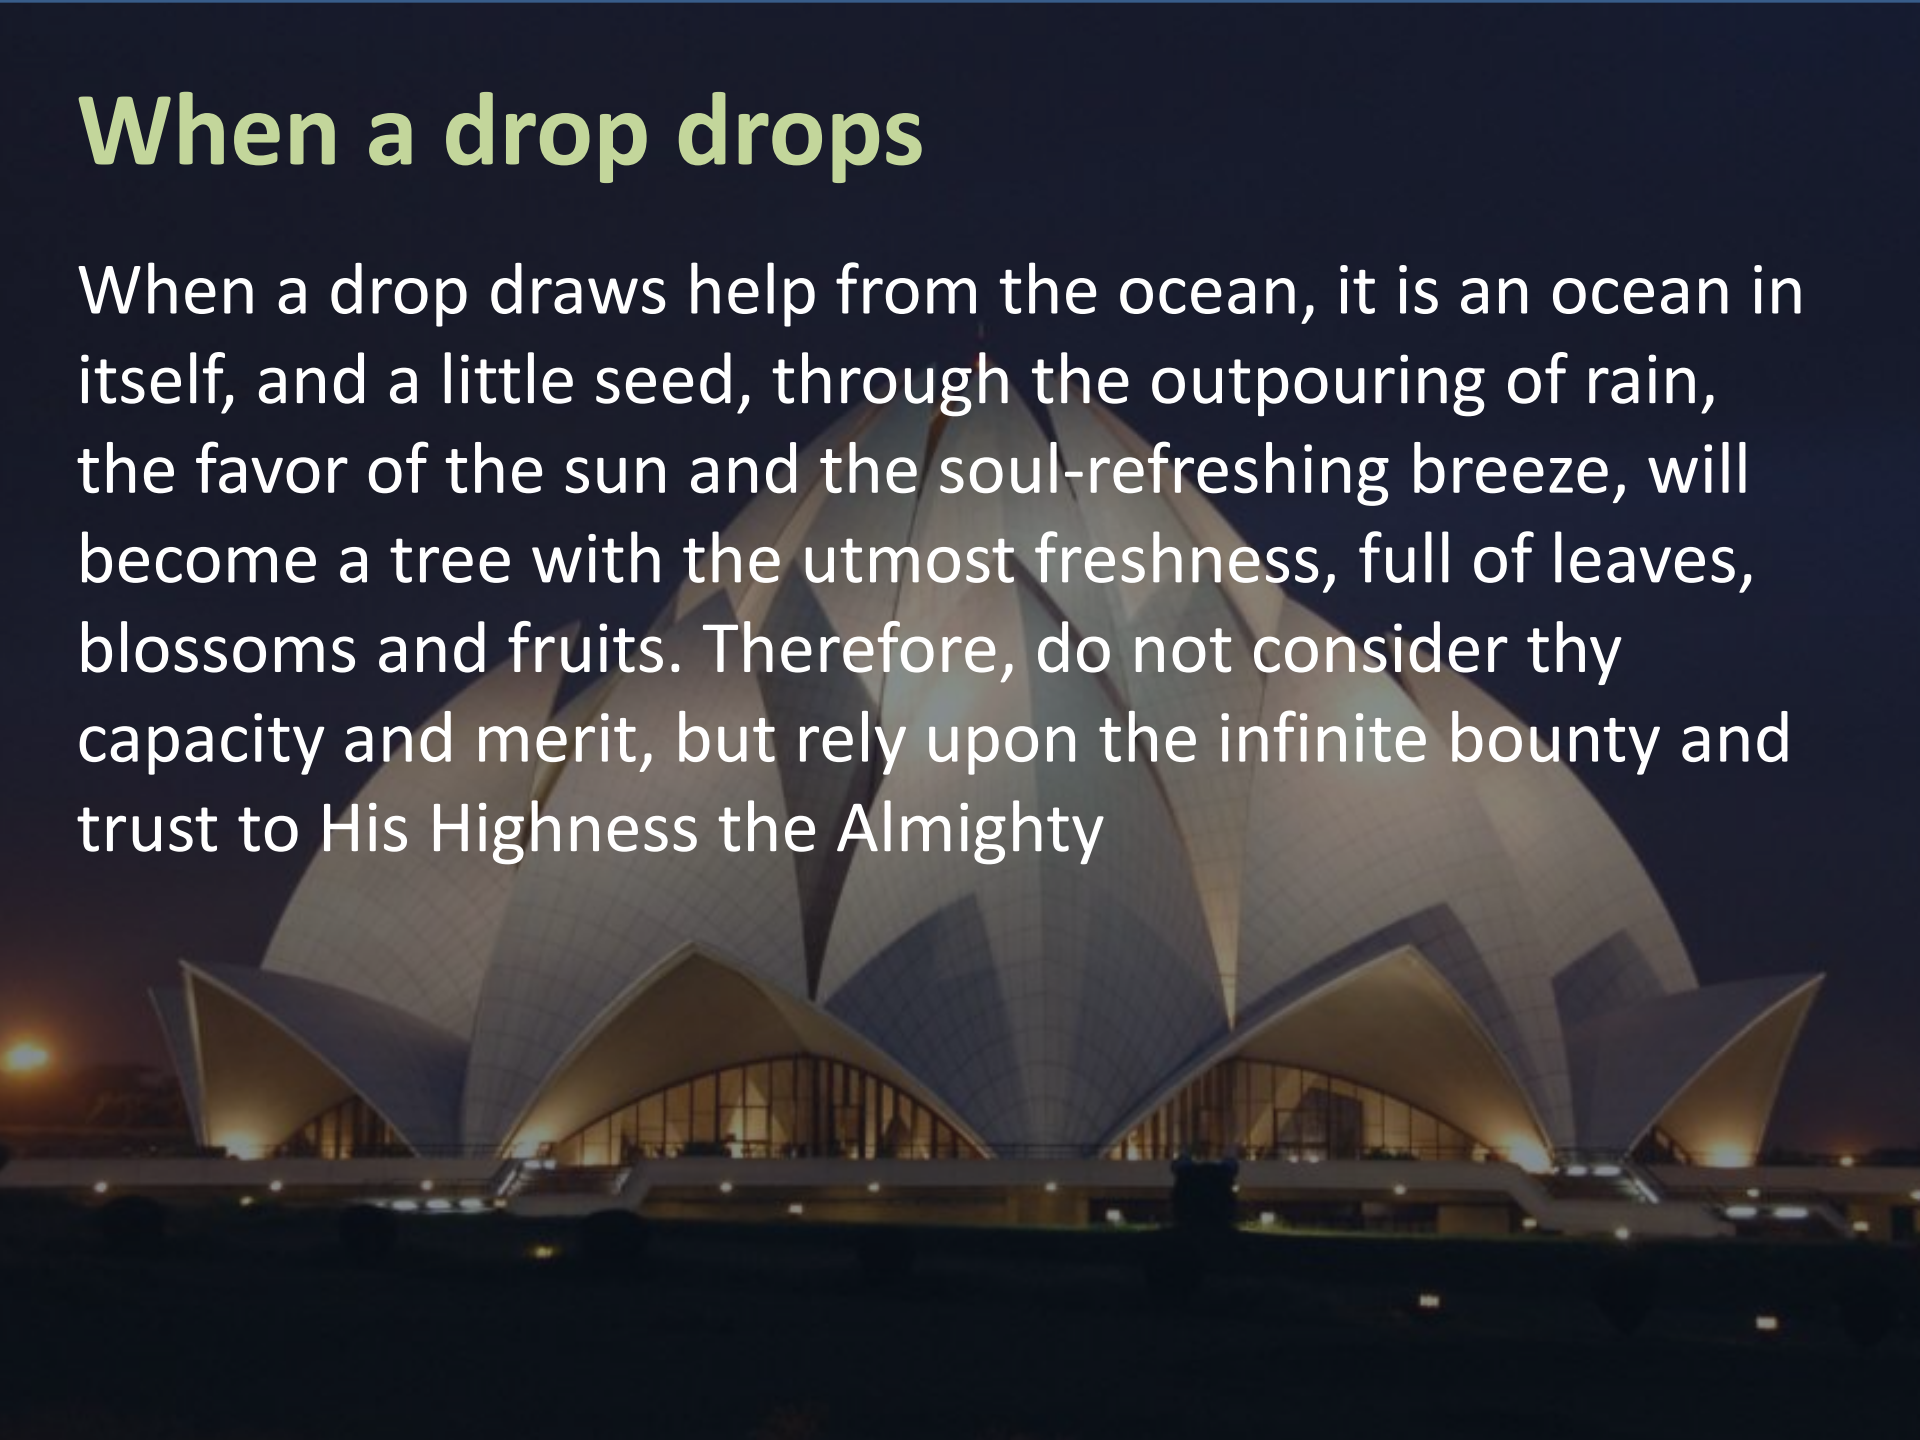 When a drop drops
When a drop draws help from the ocean, it is an ocean in
itself, and a little seed, through the outpouring of rain,
the favor of the sun and the soul-refreshing breeze, will
become a tree with the utmost freshness, full of leaves,
blossoms and fruits. Therefore, do not consider thy
capacity and merit, but rely upon the infinite bounty and
trust to His Highness the Almighty